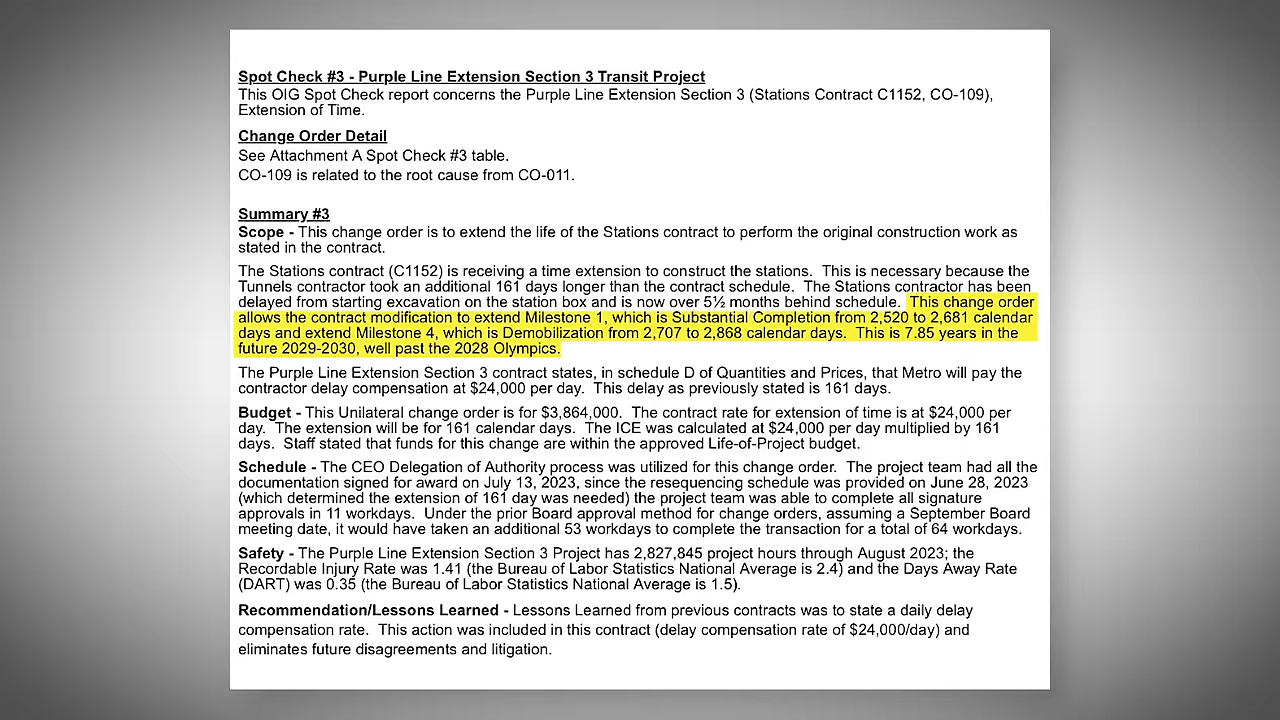 Spot Check #3 - Purple Line Extension Section 3 Transit Project
This OIG Spot Check report concerns the Purple Line Extension Section 3 (Stations Contract C1152, CO-109),
Extension of Time.
Change Order Detail
See Attachment A Spot Check #3 table.
CO-109 is related to the root cause from CO-011.
Summary #3
Scope - This change order is to extend the life of the Stations contract to perform the original construction work as
stated in the contract.
The Stations contract (C1152) is receiving a time extension to construct the stations. This is necessary because the
Tunnels contractor took an additional 161 days longer than the contract schedule. The Stations contractor has been
delayed from starting excavation on the station box and is now over 5½ months behind schedule. This change order
allows the contract modification to extend Milestone 1, which is Substantial Completion from 2,520 to 2,681 calendar
days and extend Milestone 4, which is Demobilization from 2,707 to 2,868 calendar days. This is 7.85 years in the
future 2029-2030, well past the 2028 Olympics.
The Purple Line Extension Section 3 contract states, in schedule D of Quantities and Prices, that Metro will pay the
contractor delay compensation at $24,000 per day. This delay as previously stated is 161 days.
Budget - This Unilateral change order is for $3,864,000. The contract rate for extension of time is at $24,000 per
day. The extension will be for 161 calendar days. The ICE was calculated at $24,000 per day multiplied by 161
days. Staff stated that funds for this change are within the approved Life-of-Project budget.
Schedule - The CEO Delegation of Authority process was utilized for this change order. The project team had all the
documentation signed for award on July 13, 2023, since the resequencing schedule was provided on June 28, 2023
(which determined the extension of 161 day was needed) the project team was able to complete all signature
approvals in 11 workdays. Under the prior Board approval method for change orders, assuming a September Board
meeting date, it would have taken an additional 53 workdays to complete the transaction for a total of 64 workdays.
Safety - The Purple Line Extension Section 3 Project has 2,827,845 project hours through August 2023; the
Recordable Injury Rate was 1.41 (the Bureau of Labor Statistics National Average is 2.4) and the Days Away Rate
(DART) was 0.35 (the Bureau of Labor Statistics National Average is 1.5).
Recommendation/Lessons Learned - Lessons Learned from previous contracts was to state a daily delay
compensation rate. This action was included in this contract (delay compensation rate of $24,000/day) and
eliminates future disagreements and litigation.